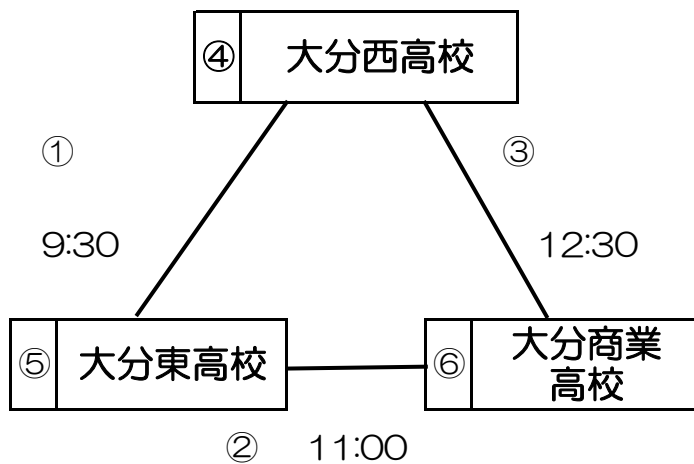 ④ 大分西高校
① ③
9:30 12:30
⑤ 大分東高校
⑥ 大分商業
高校
② 11:00